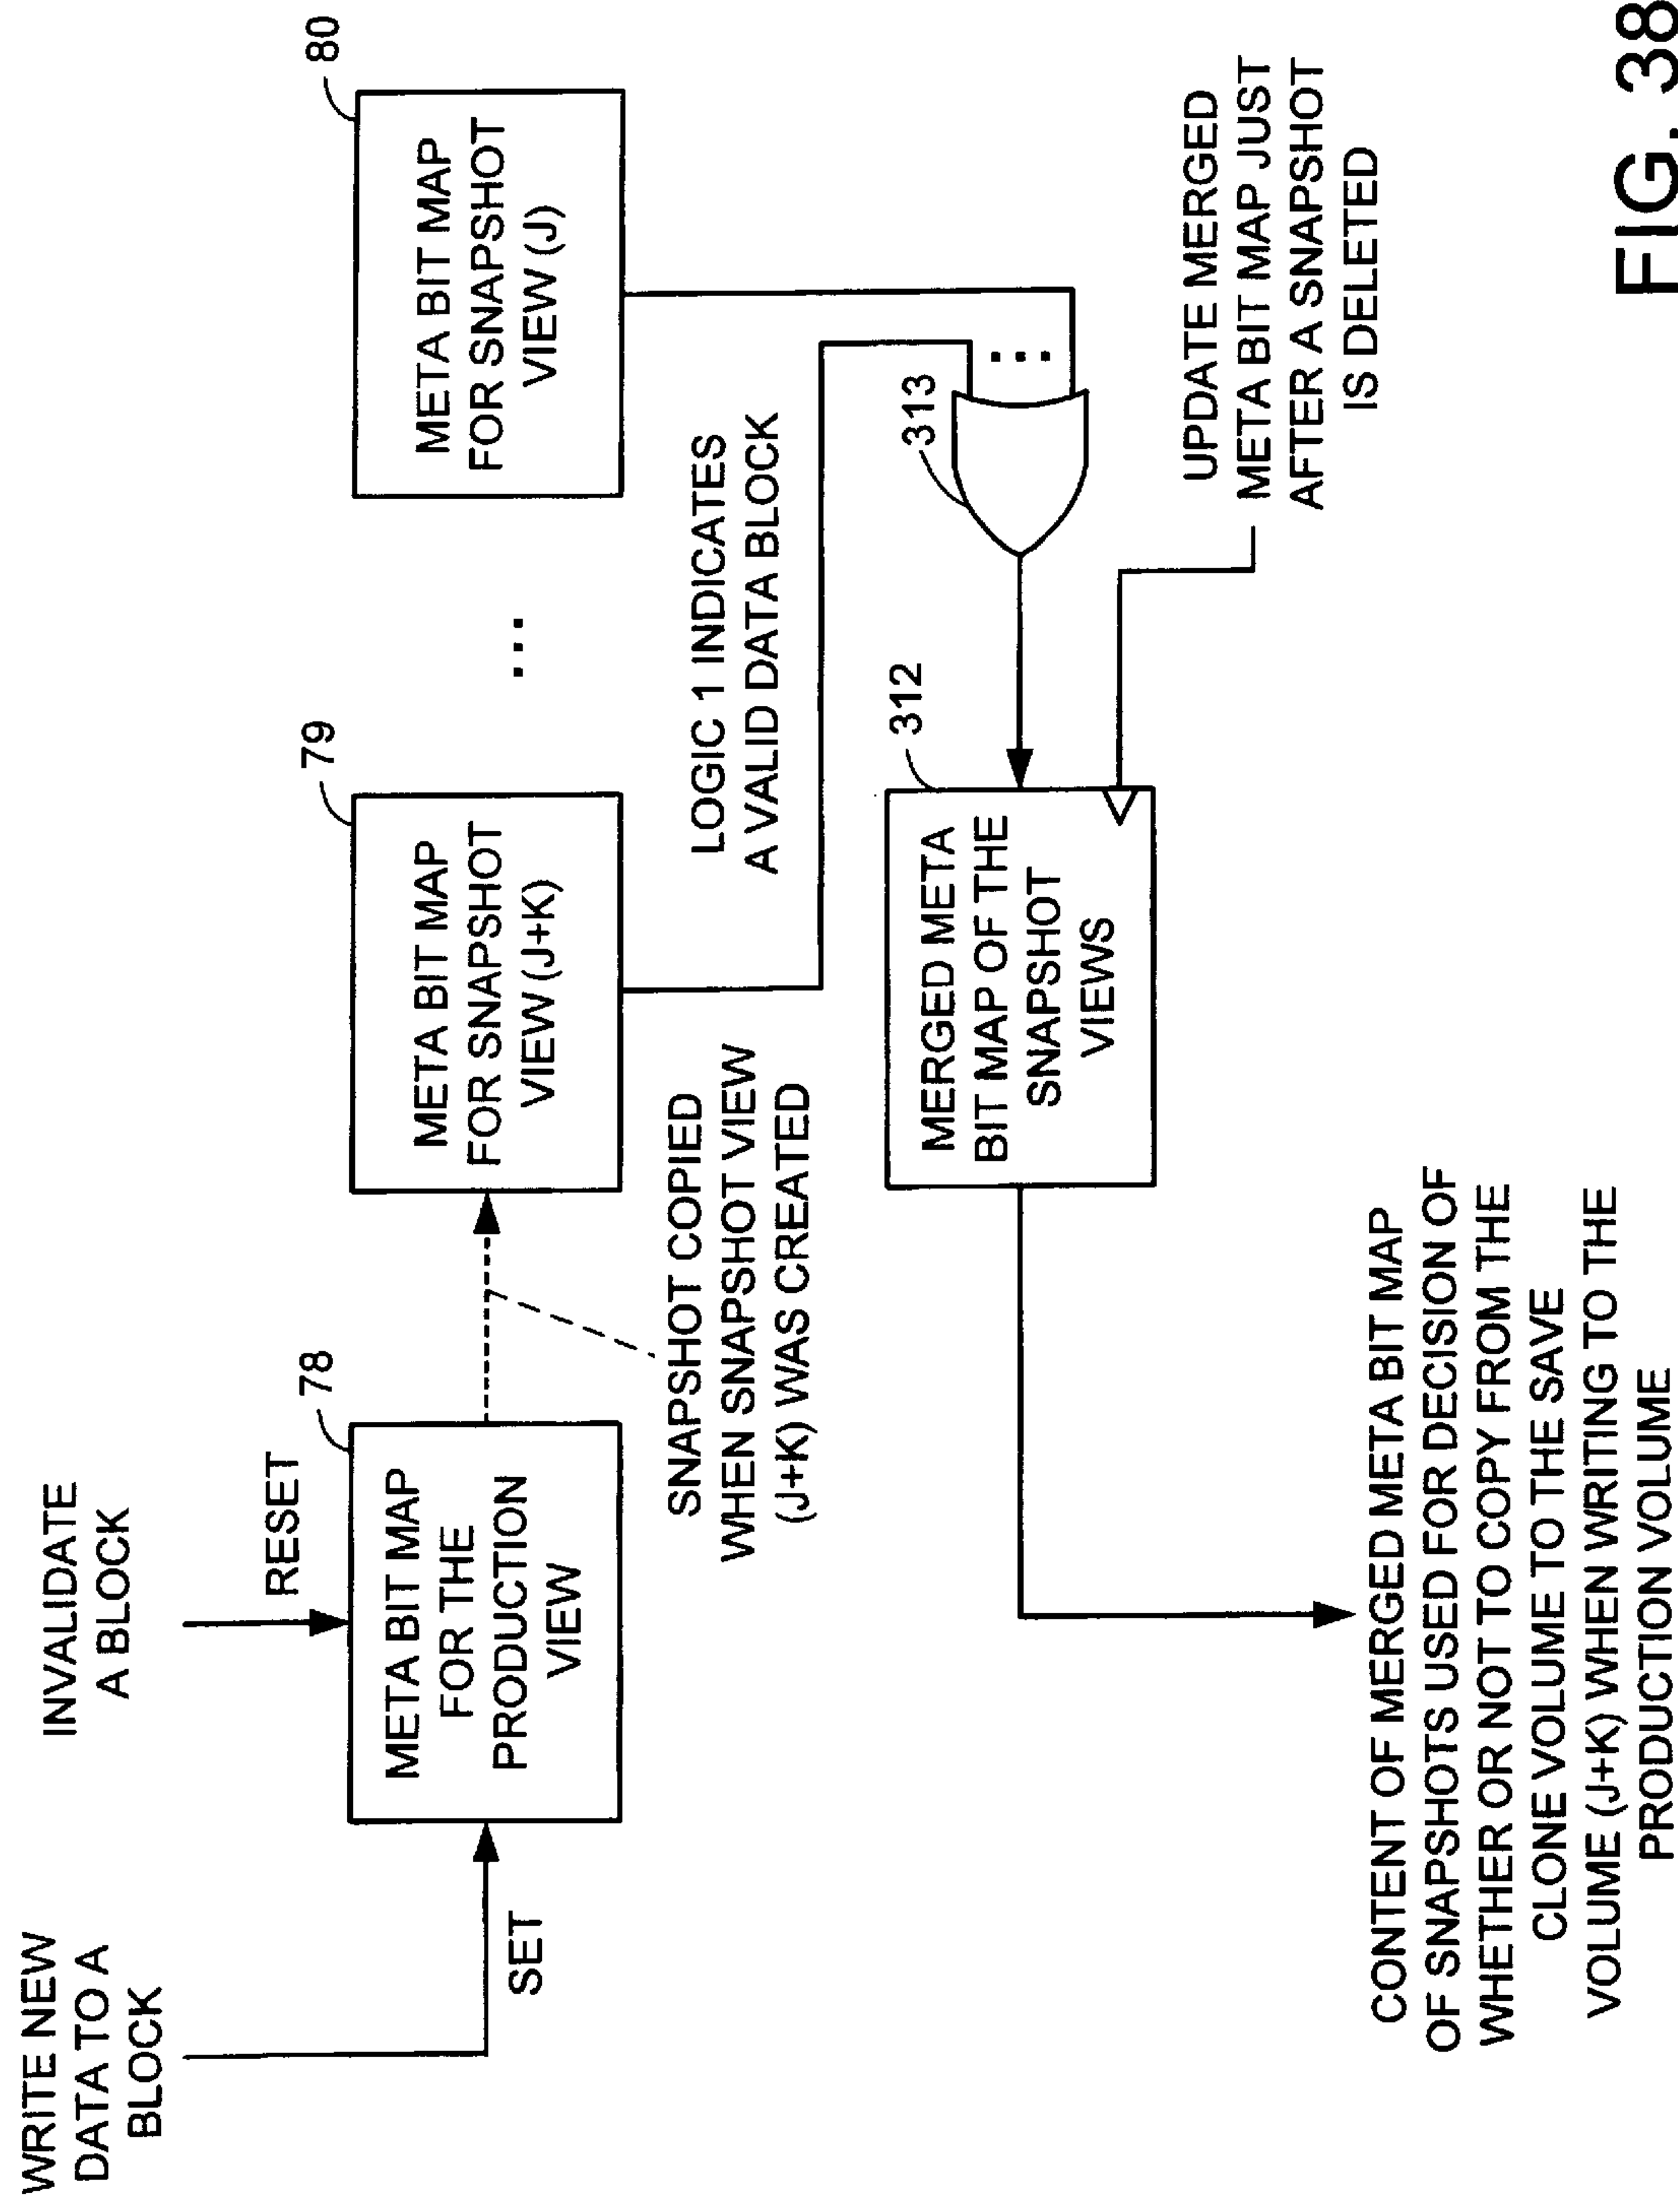 WRITE NEW
DATA TO A
BLOCK
SET
INVALIDATE
A BLOCK
RESET
78
META BIT MAP
FOR THE
PRODUCTION
VIEW
SNAPSHOT COPIED
WHEN SNAPSHOT VIEW
(J+K) WAS CREATED
79
META BIT MAP
FOR SNAPSHOT
VIEW (J+K)
...
80
META BIT MAP
FOR SNAPSHOT
VIEW (J)
LOGIC 1 INDICATES
A VALID DATA BLOCK
...
313
312
MERGED META
BIT MAP OF THE
SNAPSHOT
VIEWS
UPDATE MERGED
META BIT MAP JUST
AFTER A SNAPSHOT
IS DELETED
CONTENT OF MERGED META BIT MAP
OF SNAPSHOTS USED FOR DECISION OF
WHETHER OR NOT TO COPY FROM THE
CLONE VOLUME TO THE SAVE
VOLUME (J+K) WHEN WRITING TO THE
PRODUCTION VOLUME
FIG. 38